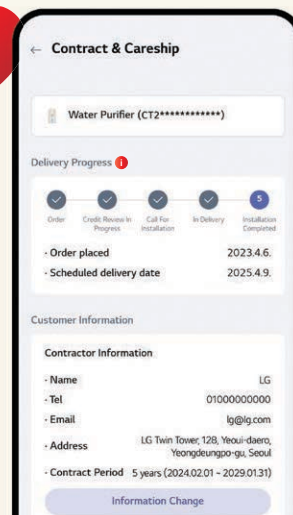 ← Contract & Careship
Water Purifier (CT2************)
Delivery Progress i
5
Order
Credit Review in
Progress
Call For
Installation
In Delivery
Installation
Completed
· Order placed 2023.4.6.
· Scheduled delivery date 2025.4.9.
Customer Information
Contractor Information
· Name LG
· Tel 01000000000
· Email lg@lg.com
· Address LG Twin Tower, 128, Yeoui-daero,
Yeongdeungpo-gu, Seoul
· Contract Period 5 years (2024.02.01 - 2029.01.31)
Information Change